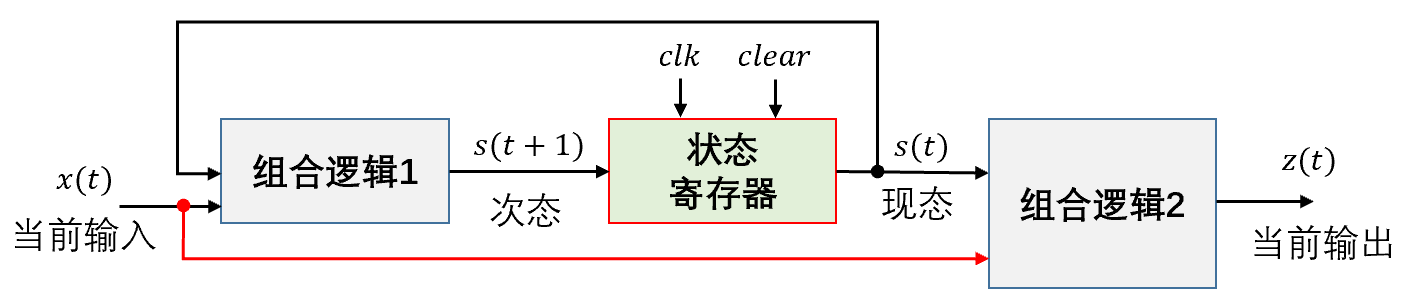 clk
clear
x(t)
当前输入
组合逻辑1
s(t + 1)
次态
状态
寄存器
s(t)
现态
组合逻辑2
z(t)
当前输出